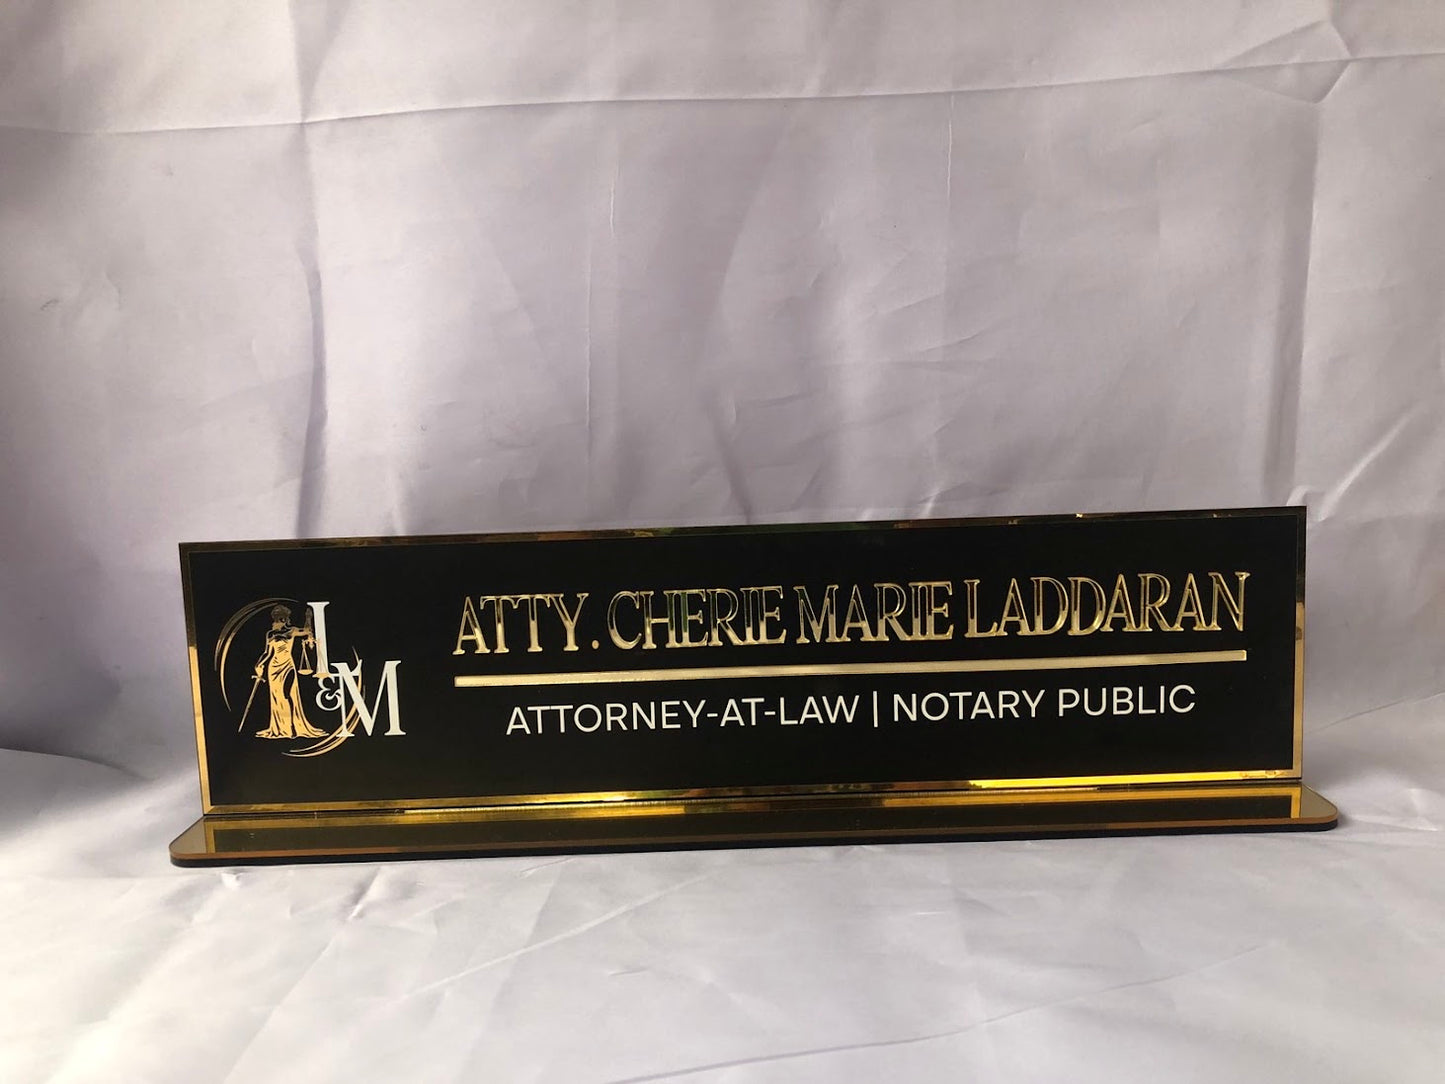 L
&M
ATTY. CHERIE MARIE LADDARAN
ATTORNEY-AT-LAW | NOTARY PUBLIC